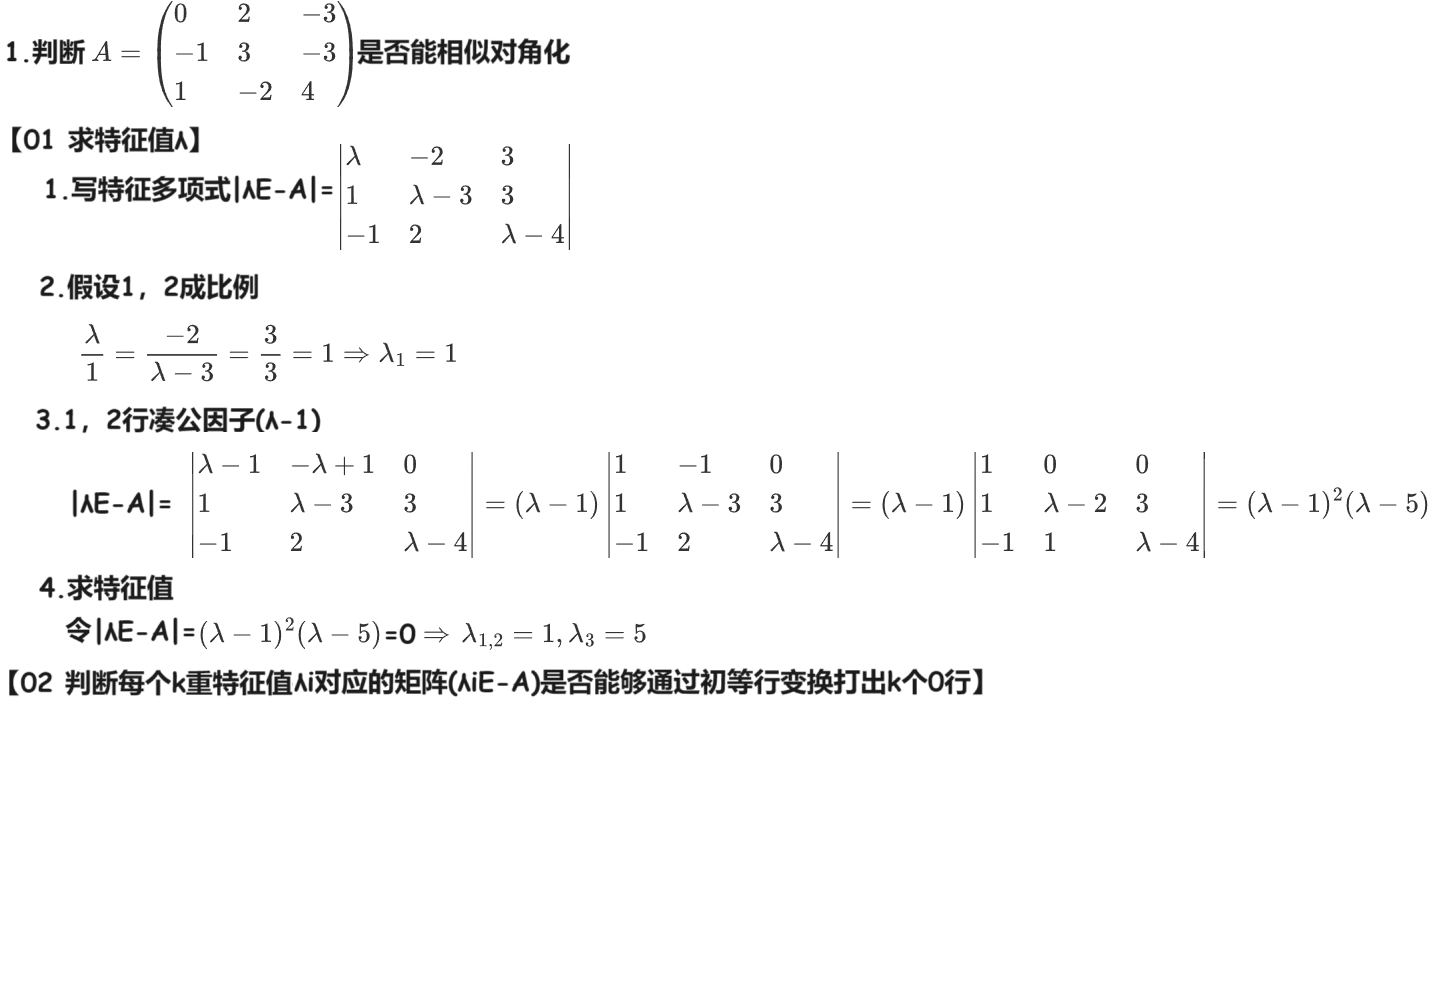 1.判断 A = \begin{pmatrix} 0 & 2 & -3 \\ -1 & 3 & -3 \\ 1 & -2 & 4 \end{pmatrix} 是否能相似对角化
【01 求特征值λ】
1.写特征多项式|λE-A|= \begin{vmatrix} \lambda & -2 & 3 \\ 1 & \lambda-3 & 3 \\ -1 & 2 & \lambda-4 \end{vmatrix}
2.假设1，2成比例
\frac{\lambda}{1} = \frac{-2}{\lambda-3} = \frac{3}{3} = 1 \Rightarrow \lambda_1 = 1
3.1，2行凑公因子(λ-1)
|λE-A|= \begin{vmatrix} \lambda-1 & -\lambda+1 & 0 \\ 1 & \lambda-3 & 3 \\ -1 & 2 & \lambda-4 \end{vmatrix} = (\lambda-1) \begin{vmatrix} 1 & -1 & 0 \\ 1 & \lambda-3 & 3 \\ -1 & 2 & \lambda-4 \end{vmatrix} = (\lambda-1) \begin{vmatrix} 1 & 0 & 0 \\ 1 & \lambda-2 & 3 \\ -1 & 1 & \lambda-4 \end{vmatrix} = (\lambda-1)^2(\lambda-5)
4.求特征值
令|λE-A|=(\lambda-1)^2(\lambda-5)=0 \Rightarrow \lambda_{1,2} = 1, \lambda_3 = 5
【02 判断每个k重特征值λi对应的矩阵(λiE-A)是否能够通过初等行变换打出k个0行】